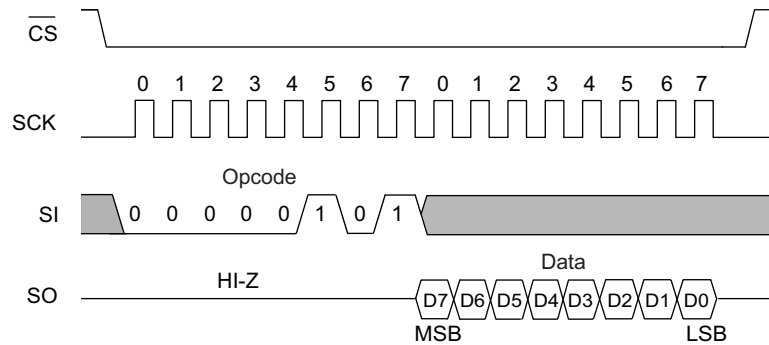 CS
0 1 2 3 4 5 6 7 0 1 2 3 4 5 6 7
SCK
Opcode
SI 0 0 0 0 0 1 0 1
Data
HI-Z
SO D7 D6 D5 D4 D3 D2 D1 D0
MSB LSB